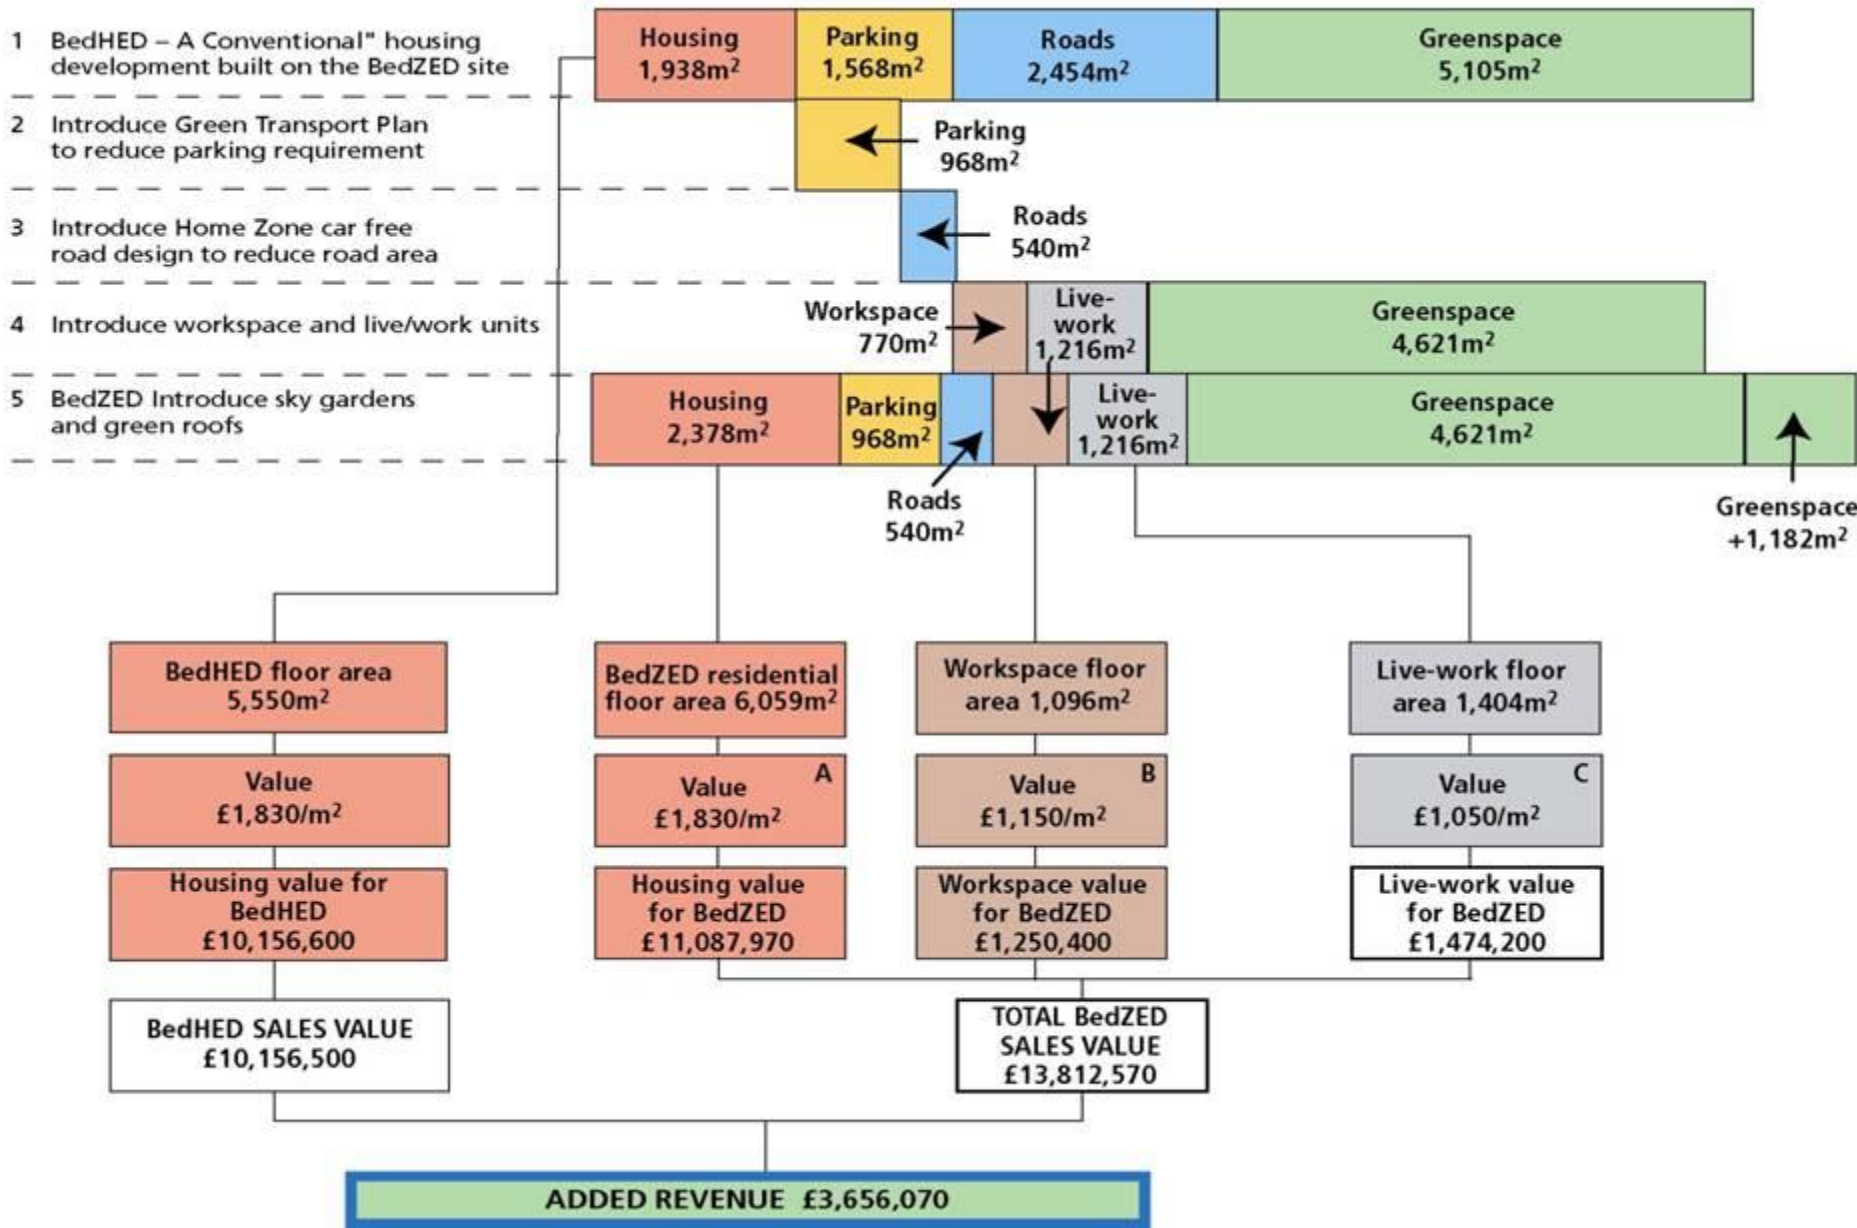 1 BedHED – A Conventional" housing
development built on the BedZED site
Housing
1,938m²
Parking
1,568m²
Roads
2,454m²
Greenspace
5,105m²
2 Introduce Green Transport Plan
to reduce parking requirement
Parking
968m²
3 Introduce Home Zone car free
road design to reduce road area
Roads
540m²
4 Introduce workspace and live/work units
Workspace
770m²
Live-
work
1,216m²
Greenspace
4,621m²
5 BedZED Introduce sky gardens
and green roofs
Housing
2,378m²
Parking
968m²
Roads
540m²
Live-
work
1,216m²
Greenspace
4,621m²
Greenspace
+1,182m²
BedHED floor area
5,550m²
Value
£1,830/m²
Housing value for
BedHED
£10,156,600
BedHED SALES VALUE
£10,156,500
BedZED residential
floor area 6,059m²
A
Value
£1,830/m²
Housing value
for BedZED
£11,087,970
Workspace floor
area 1,096m²
B
Value
£1,150/m²
Workspace value
for BedZED
£1,250,400
Live-work floor
area 1,404m²
C
Value
£1,050/m²
Live-work value
for BedZED
£1,474,200
TOTAL BedZED
SALES VALUE
£13,812,570
ADDED REVENUE £3,656,070